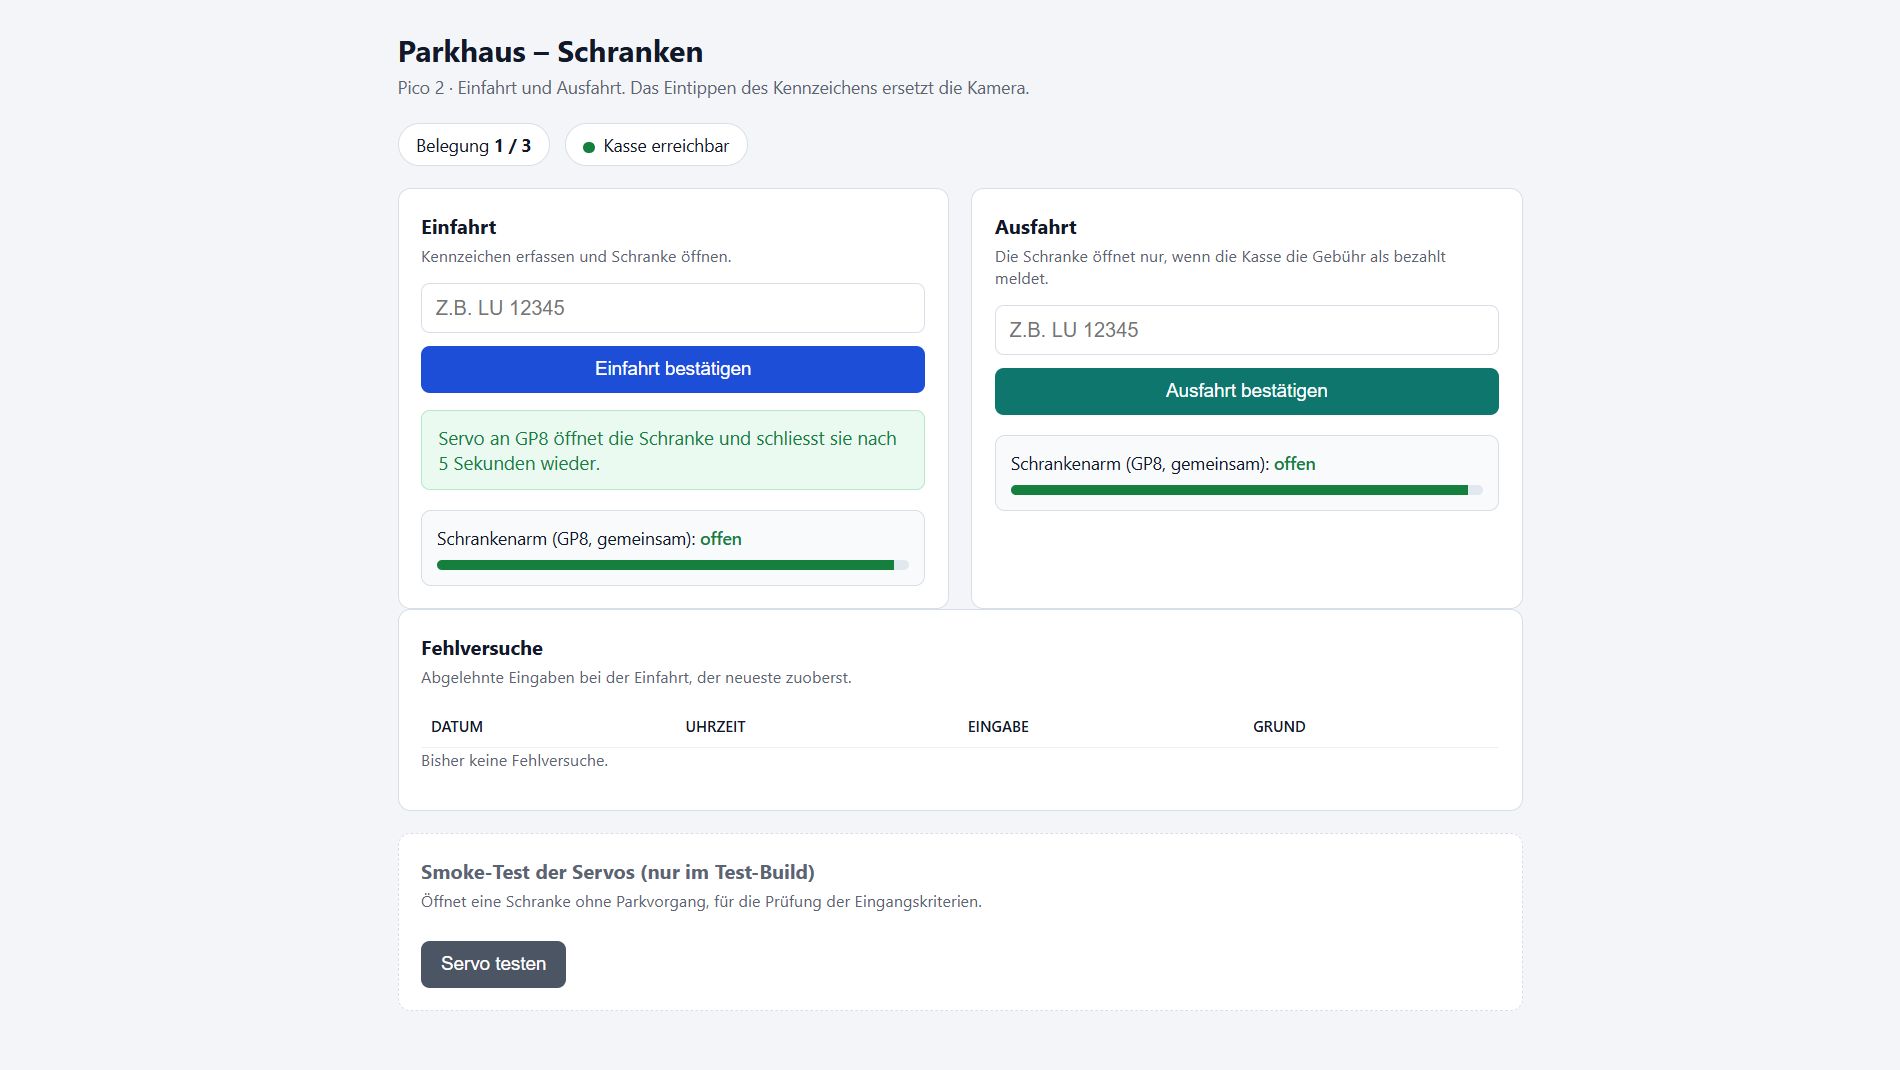 Parkhaus – Schranken
Pico 2 · Einfahrt und Ausfahrt. Das Eintippen des Kennzeichens ersetzt die Kamera.
Belegung 1 / 3
Kasse erreichbar
Einfahrt
Kennzeichen erfassen und Schranke öffnen.
Z.B. LU 12345
Einfahrt bestätigen
Servo an GP8 öffnet die Schranke und schliesst sie nach
5 Sekunden wieder.
Schrankenarm (GP8, gemeinsam): offen
Ausfahrt
Die Schranke öffnet nur, wenn die Kasse die Gebühr als bezahlt
meldet.
Z.B. LU 12345
Ausfahrt bestätigen
Schrankenarm (GP8, gemeinsam): offen
Fehlversuche
Abgelehnte Eingaben bei der Einfahrt, der neueste zuoberst.
DATUM UHRZEIT EINGABE GRUND
Bisher keine Fehlversuche.
Smoke-Test der Servos (nur im Test-Build)
Öffnet eine Schranke ohne Parkvorgang, für die Prüfung der Eingangskriterien.
Servo testen